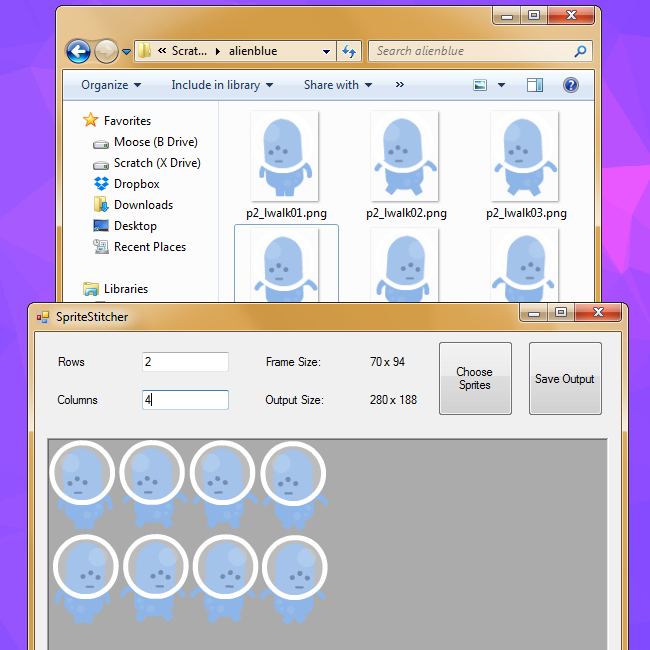 « Scrat... ▸ alienblue
Search alienblue
Organize Include in library Share with »
Favorites
Moose (B Drive)
Scratch (X Drive)
Dropbox
Downloads
Desktop
Recent Places
Libraries
p2_lwalk01.png p2_lwalk02.png p2_lwalk03.png
SpriteStitcher
Rows 2 Frame Size: 70 x 94
Columns 4 Output Size: 280 x 188
Choose
Sprites
Save Output